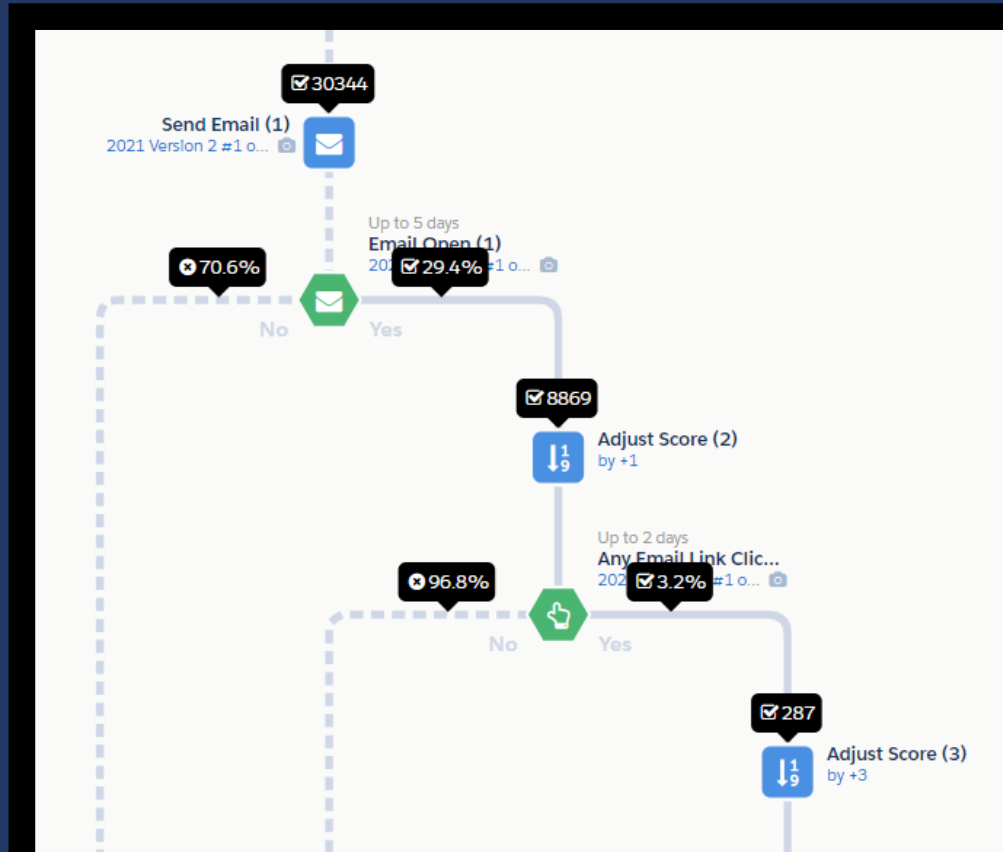 30344
Send Email (1)
2021 Version 2 #1 o...
Up to 5 days
Email Open (1)
70.6%
29.4%
#1 o...
No
Yes
8869
Adjust Score (2)
by +1
Up to 2 days
Any Email Link Clic...
96.8%
3.2%
#1 o...
No
Yes
287
Adjust Score (3)
by +3